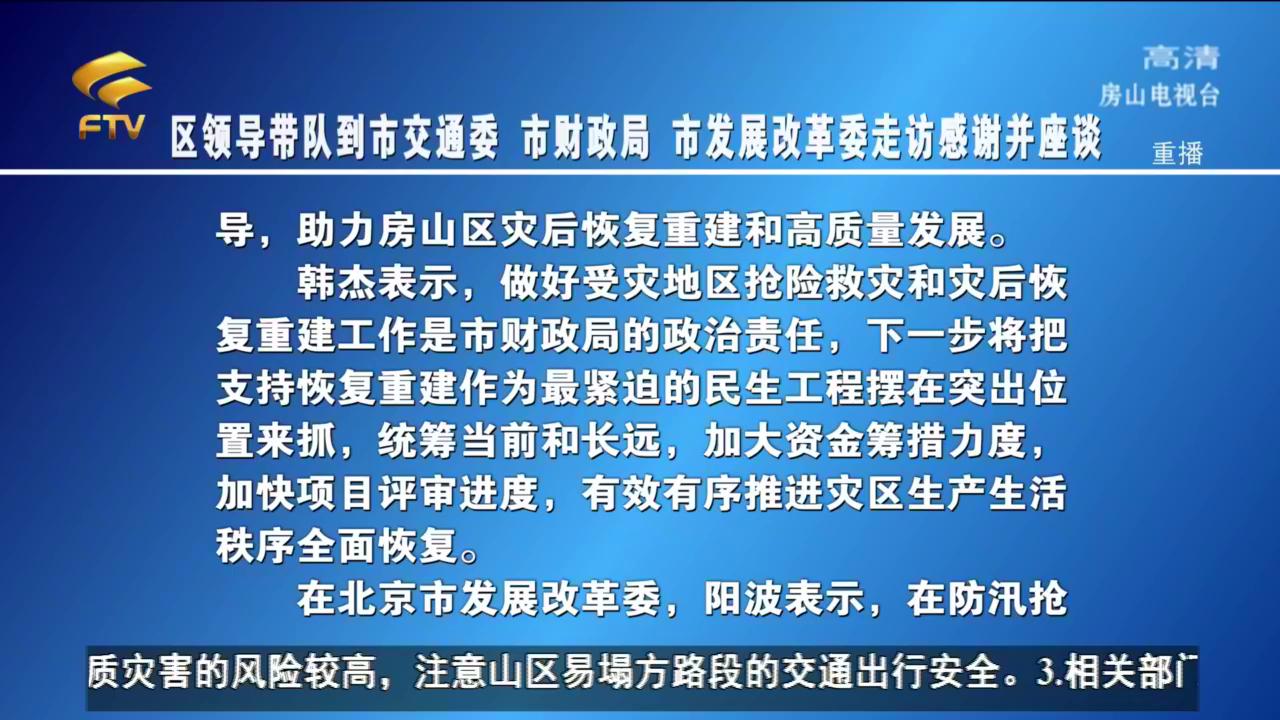 高清
房山电视台
FTV
区领导带队到市交通委 市财政局 市发展改革委走访感谢并座谈
重播
导，助力房山区灾后恢复重建和高质量发展。
韩杰表示，做好受灾地区抢险救灾和灾后恢
复重建工作是市财政局的政治责任，下一步将把
支持恢复重建作为最紧迫的民生工程摆在突出位
置来抓，统筹当前和长远，加大资金筹措力度，
加快项目评审进度，有效有序推进灾区生产生活
秩序全面恢复。
在北京市发展改革委，阳波表示，在防汛抢
质灾害的风险较高，注意山区易塌方路段的交通出行安全。3.相关部门